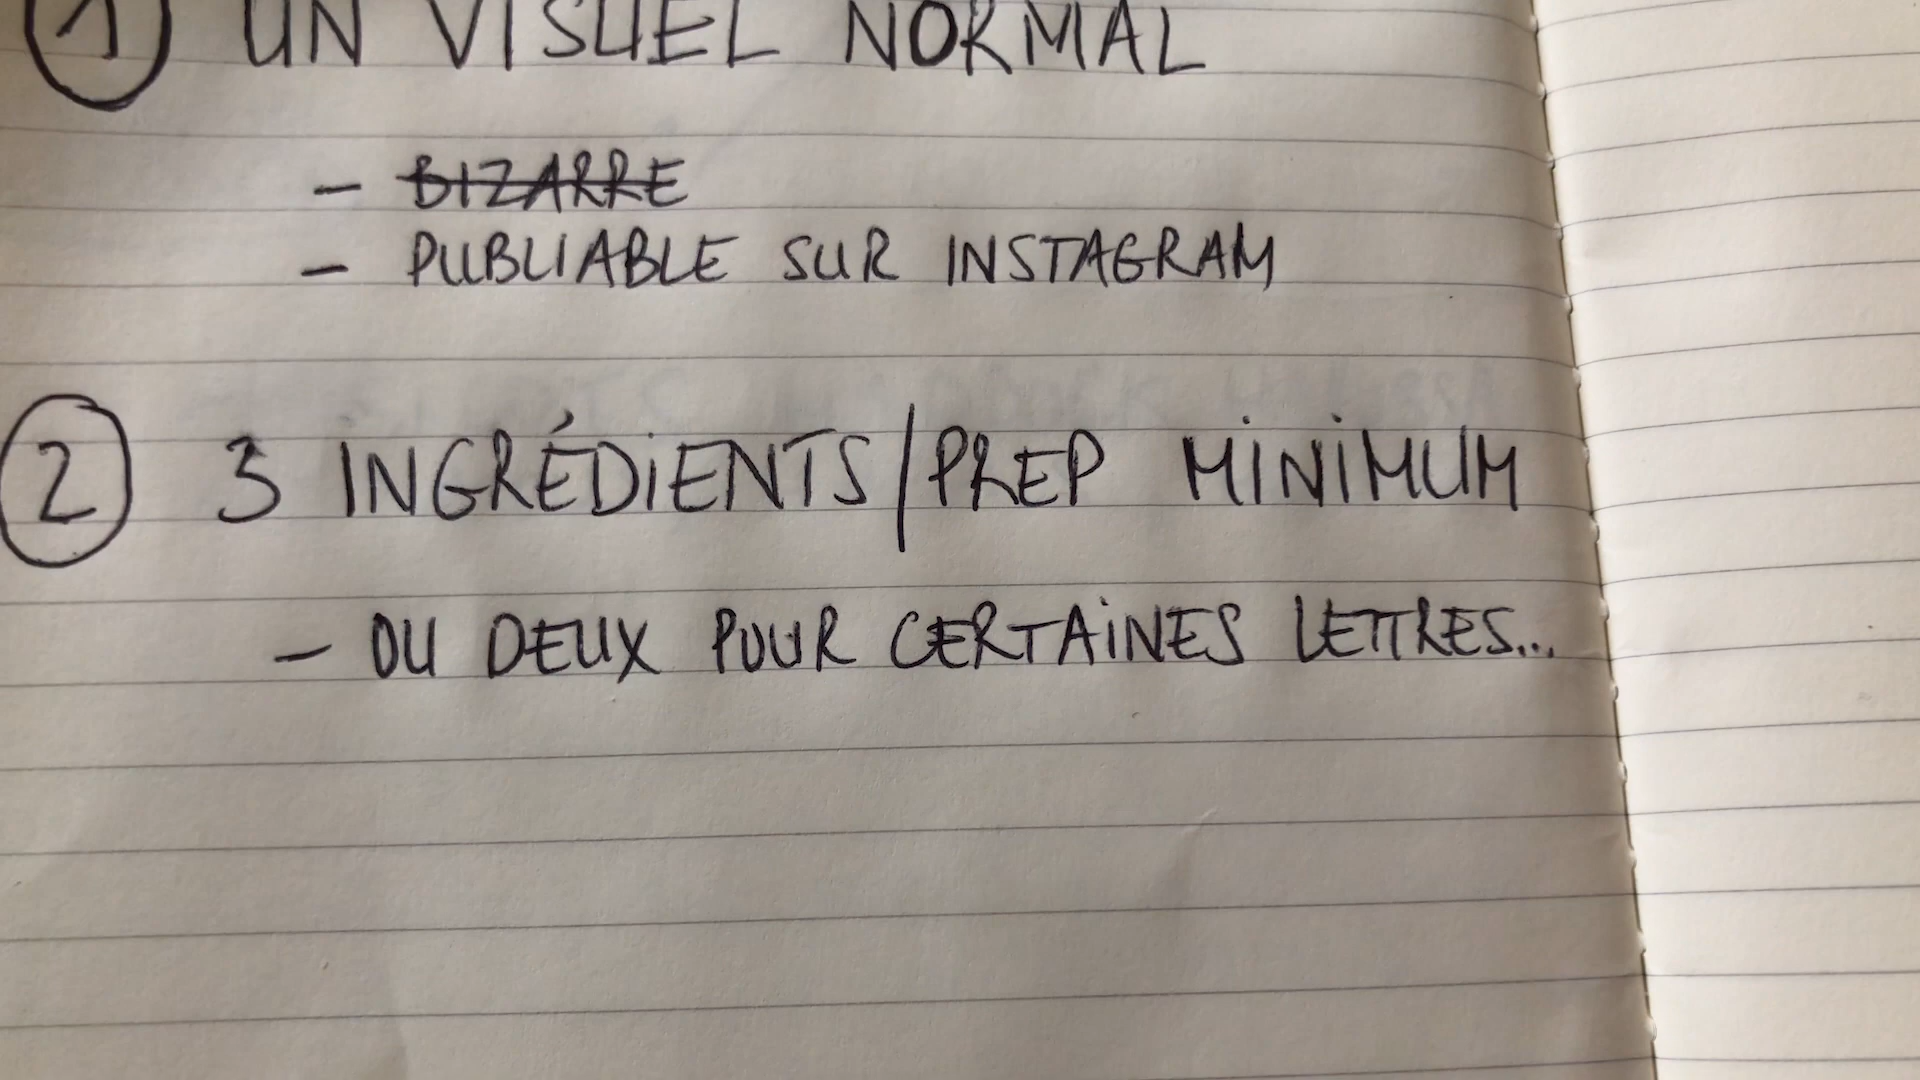 1 UN VISUEL NORMAL
- BIZARRE
- PUBLIABLE SUR INSTAGRAM
2 3 INGRÉDIENTS/PREP MINIMUM
- OU DEUX POUR CERTAINES LETTRES...